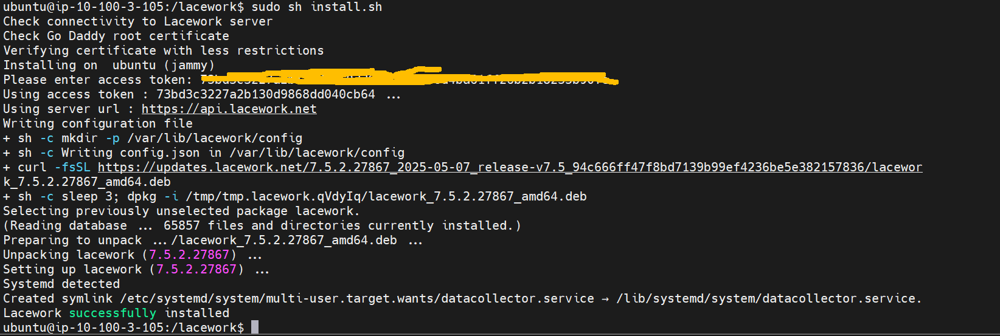 ubuntu@ip-10-100-3-105:/lacework$ sudo sh install.sh
Check connectivity to Lacework server
Check Go Daddy root certificate
Verifying certificate with less restrictions
Installing on  ubuntu (jammy)
Please enter access token:
Using access token : 73bd3c3227a2b130d9868dd040cb64 ...
Using server url : https://api.lacework.net
Writing configuration file
+ sh -c mkdir -p /var/lib/lacework/config
+ sh -c Writing config.json in /var/lib/lacework/config
+ curl -fsSL https://updates.lacework.net/7.5.2.27867_2025-05-07_release-v7.5_94c666ff47f8bd7139b99ef4236be5e382157836/lacewor
k_7.5.2.27867_amd64.deb
+ sh -c sleep 3; dpkg -i /tmp/tmp.lacework.qVdyIq/lacework_7.5.2.27867_amd64.deb
Selecting previously unselected package lacework.
(Reading database ... 65857 files and directories currently installed.)
Preparing to unpack .../lacework_7.5.2.27867_amd64.deb ...
Unpacking lacework (7.5.2.27867) ...
Setting up lacework (7.5.2.27867) ...
Systemd detected
Created symlink /etc/systemd/system/multi-user.target.wants/datacollector.service → /lib/systemd/system/datacollector.service.
Lacework successfully installed
ubuntu@ip-10-100-3-105:/lacework$